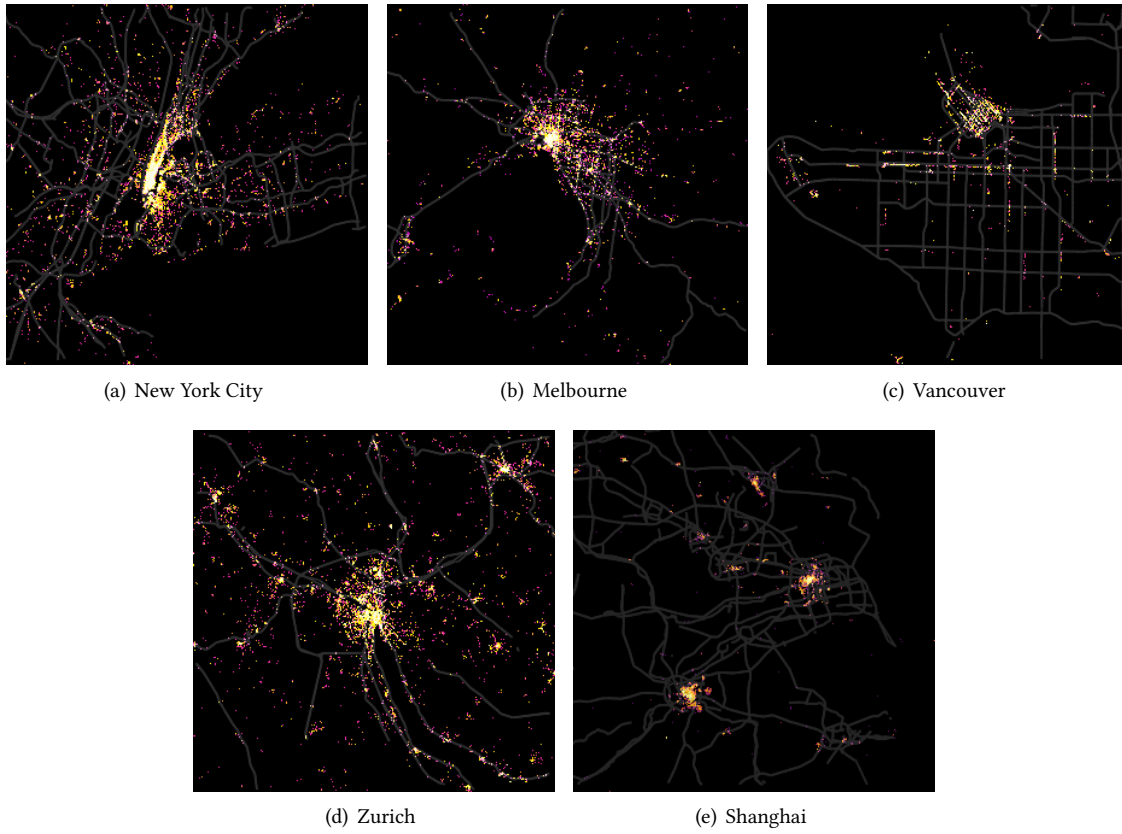 (a) New York City
(b) Melbourne
(c) Vancouver
(d) Zurich
(e) Shanghai